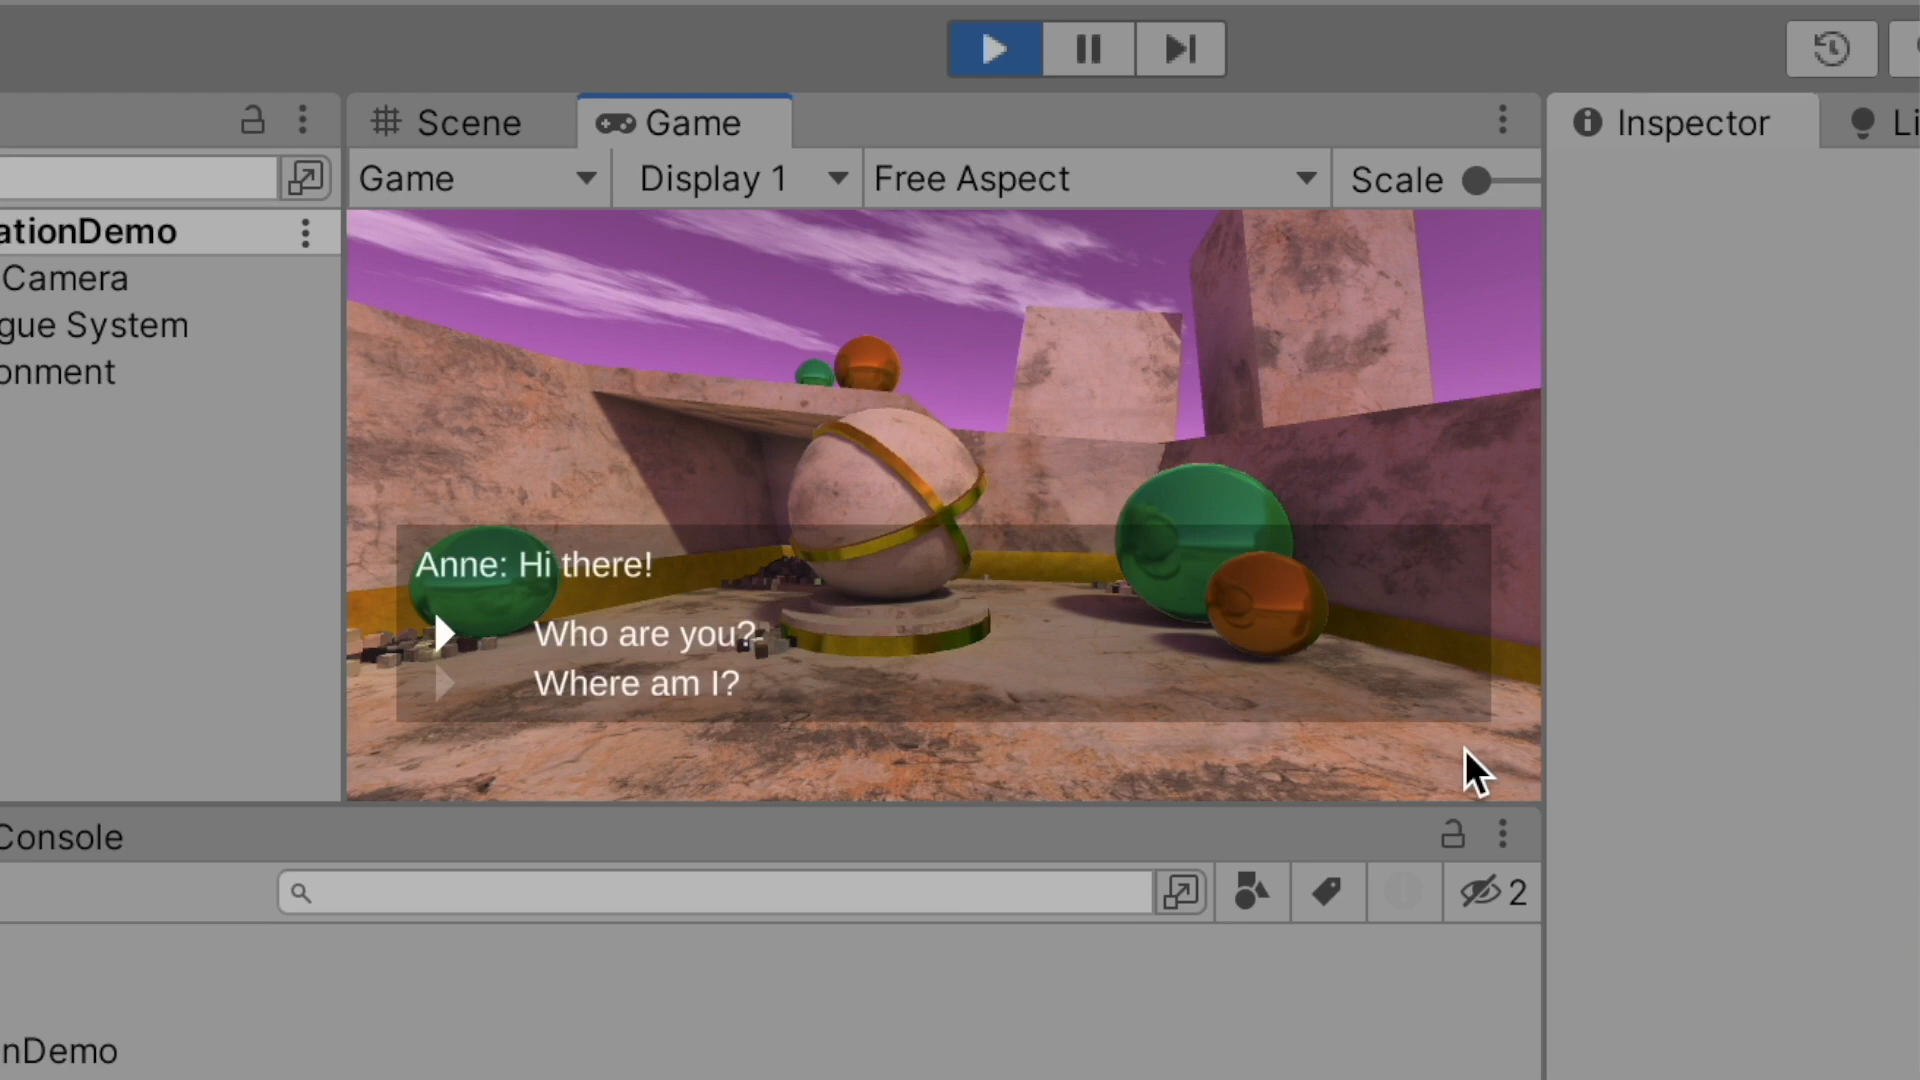 Scene
Game
Inspector
Li
Game
Display 1
Free Aspect
Scale
ationDemo
Camera
gue System
onment
Anne: Hi there!
Who are you?
Where am I?
Console
2
nDemo